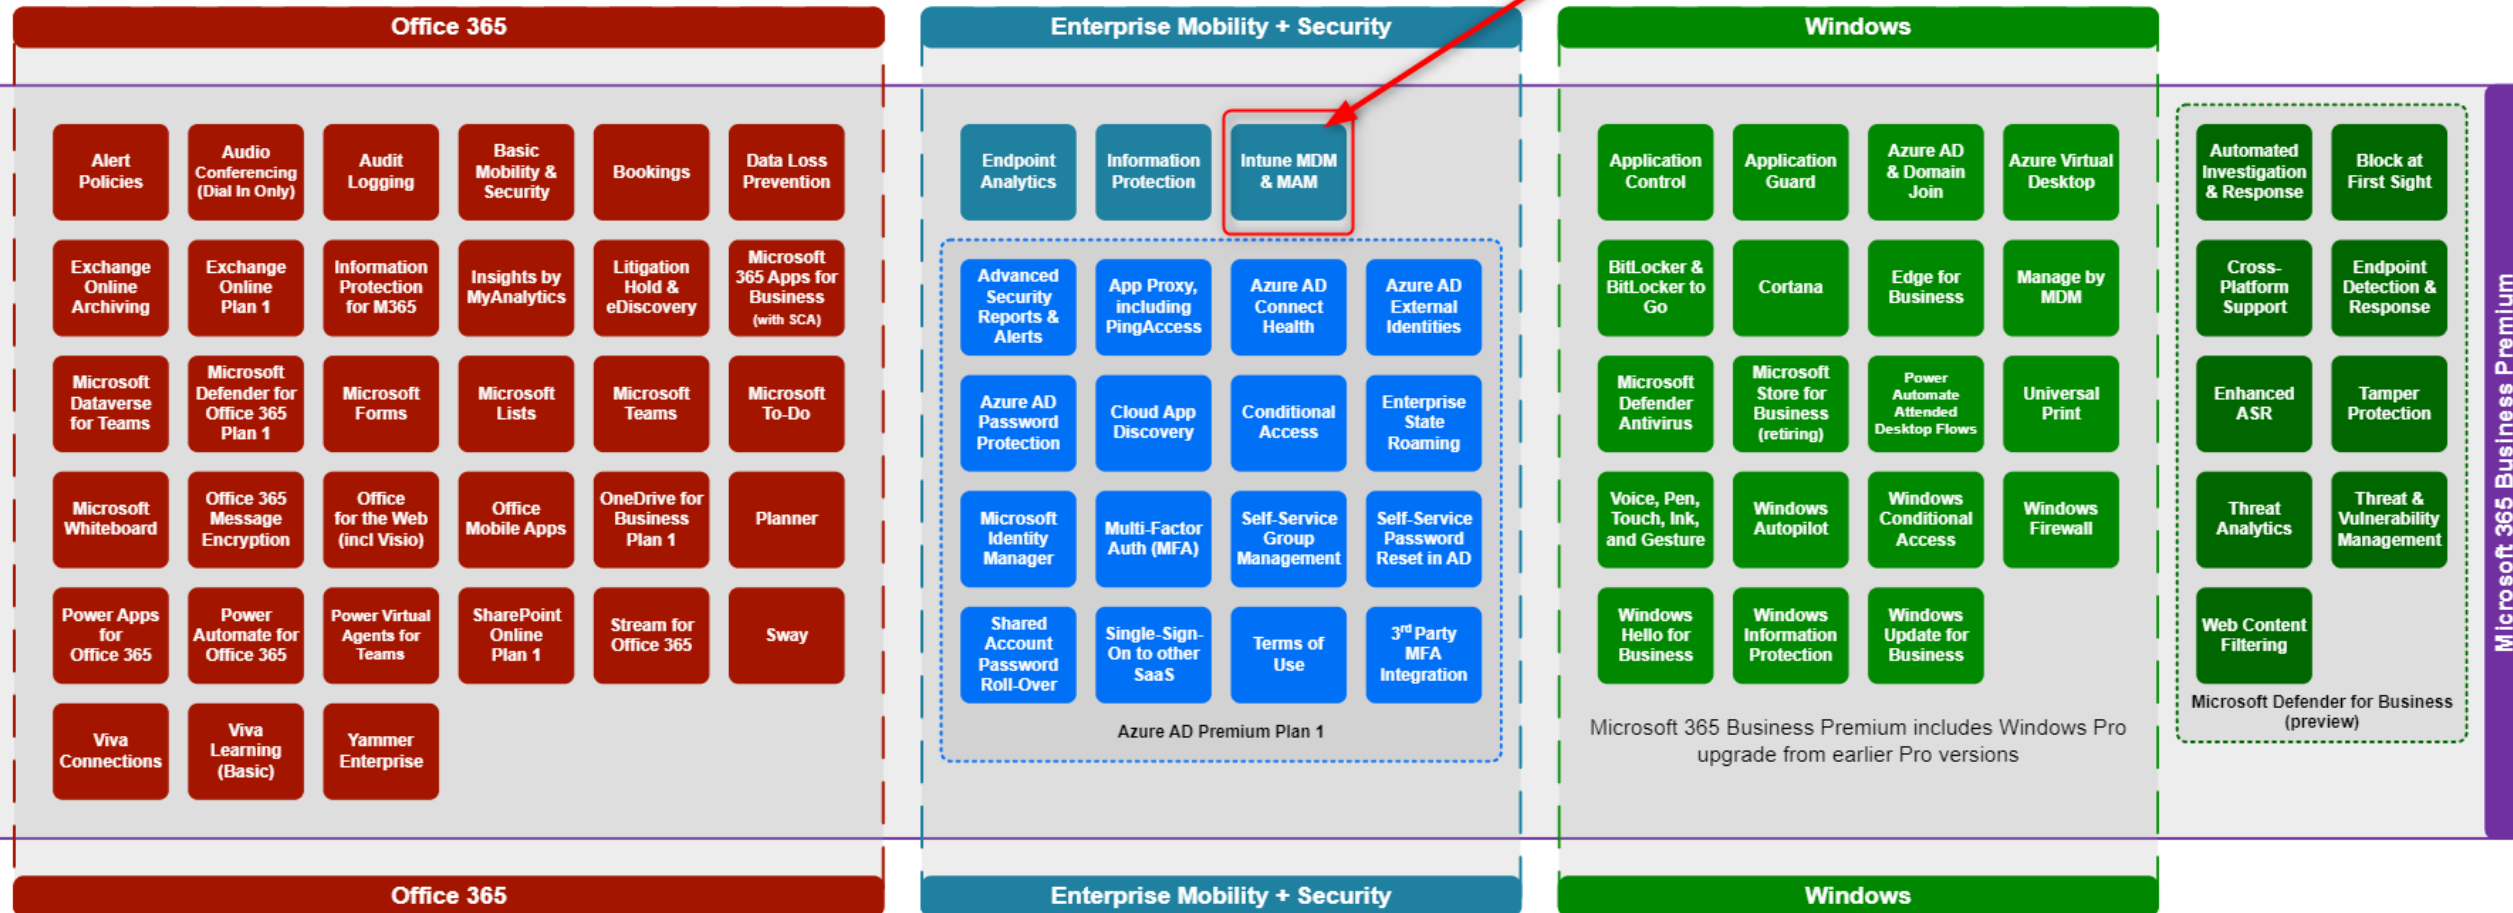 Office 365
Enterprise Mobility + Security
Windows
Alert
Policies
Audio
Conferencing
(Dial In Only)
Audit
Logging
Basic
Mobility &
Security
Bookings
Data Loss
Prevention
Exchange
Online
Archiving
Exchange
Online
Plan 1
Information
Protection
for M365
Insights by
MyAnalytics
Litigation
Hold &
eDiscovery
Microsoft
365 Apps for
Business
(with SCA)
Microsoft
Dataverse
for Teams
Microsoft
Defender for
Office 365
Plan 1
Microsoft
Forms
Microsoft
Lists
Microsoft
Teams
Microsoft
To-Do
Microsoft
Whiteboard
Office 365
Message
Encryption
Office
for the Web
(incl Visio)
Office
Mobile Apps
OneDrive for
Business
Plan 1
Planner
Power Apps
for
Office 365
Power
Automate for
Office 365
Power Virtual
Agents for
Teams
SharePoint
Online
Plan 1
Stream for
Office 365
Sway
Viva
Connections
Viva
Learning
(Basic)
Yammer
Enterprise
Endpoint
Analytics
Information
Protection
Intune MDM
& MAM
Advanced
Security
Reports &
Alerts
App Proxy,
including
PingAccess
Azure AD
Connect
Health
Azure AD
External
Identities
Azure AD
Password
Protection
Cloud App
Discovery
Conditional
Access
Enterprise
State
Roaming
Microsoft
Identity
Manager
Multi-Factor
Auth (MFA)
Self-Service
Group
Management
Self-Service
Password
Reset in AD
Shared
Account
Password
Roll-Over
Single-Sign-
On to other
SaaS
Terms of
Use
3rd Party
MFA
Integration
Azure AD Premium Plan 1
Application
Control
Application
Guard
Azure AD
& Domain
Join
Azure Virtual
Desktop
BitLocker &
BitLocker to
Go
Cortana
Edge for
Business
Manage by
MDM
Microsoft
Defender
Antivirus
Microsoft
Store for
Business
(retiring)
Power
Automate
Attended
Desktop Flows
Universal
Print
Voice, Pen,
Touch, Ink,
and Gesture
Windows
Autopilot
Windows
Conditional
Access
Windows
Firewall
Windows
Hello for
Business
Windows
Information
Protection
Windows
Update for
Business
Microsoft 365 Business Premium includes Windows Pro
upgrade from earlier Pro versions
Automated
Investigation
& Response
Block at
First Sight
Cross-
Platform
Support
Endpoint
Detection &
Response
Enhanced
ASR
Tamper
Protection
Threat
Analytics
Threat &
Vulnerability
Management
Web Content
Filtering
Microsoft Defender for Business
(preview)
Microsoft 365 Business Premium
Office 365
Enterprise Mobility + Security
Windows